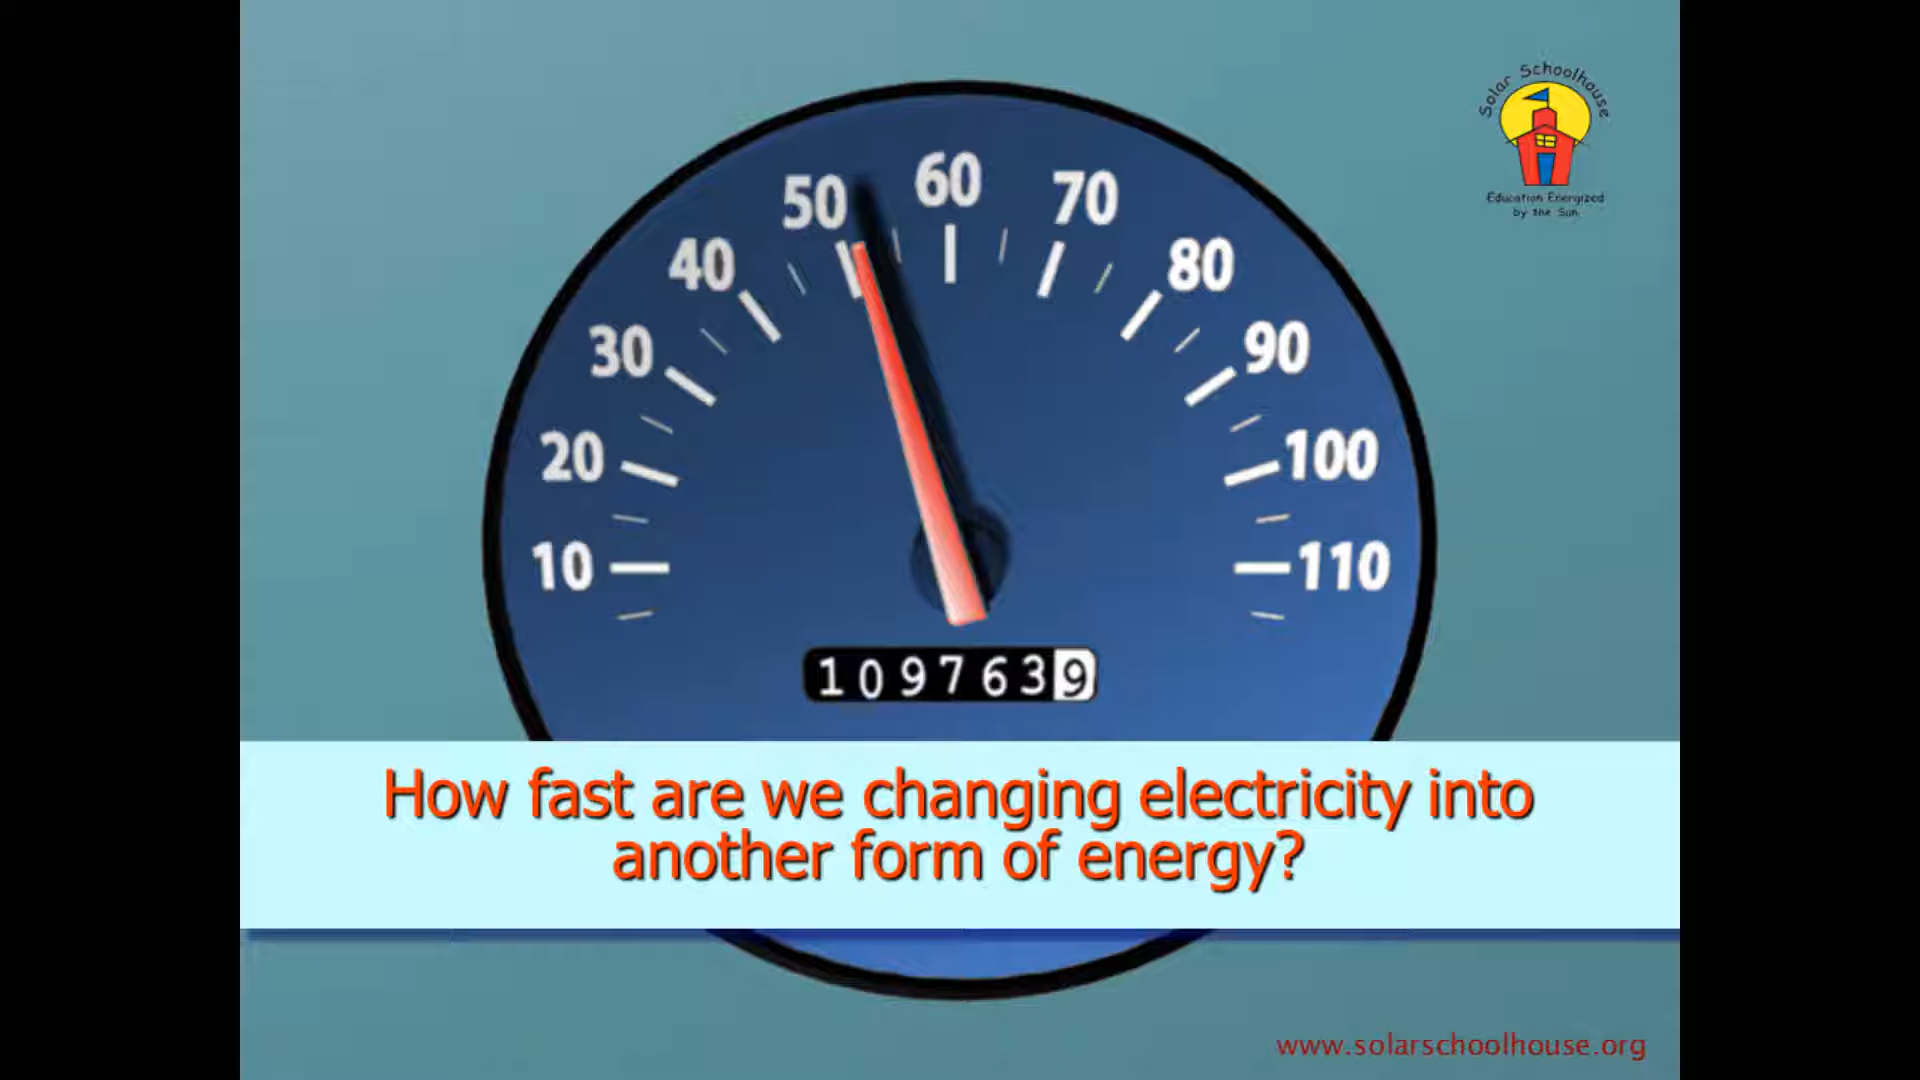 Solar Schoolhouse
Education Energized
by the Sun
60
50
70
40
80
30
90
20
100
10
110
1097639
How fast are we changing electricity into
another form of energy?
www.solarschoolhouse.org